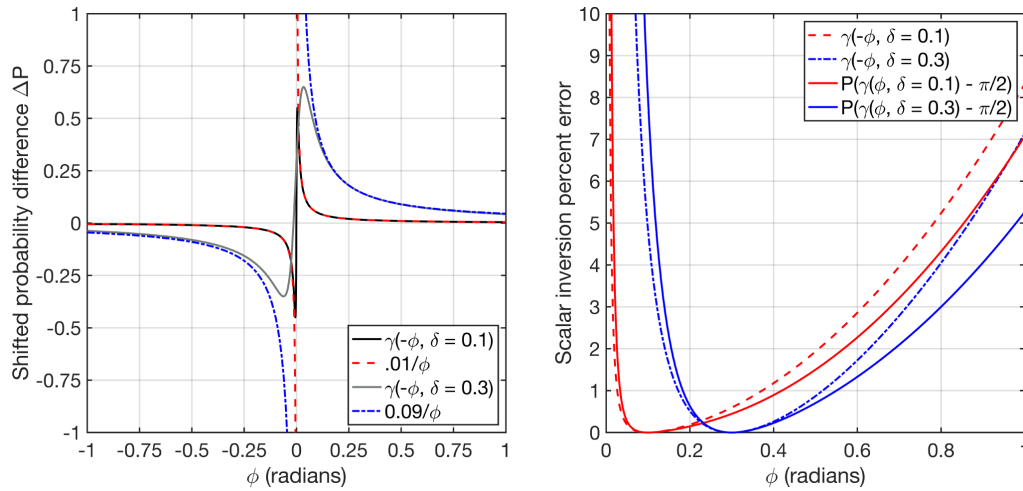 Shifted probability difference ΔP
1
0.75
0.5
0.25
0
-0.25
-0.5
-0.75
-1
-1
-0.75
-0.5
-0.25
0
0.25
0.5
0.75
1
ϕ (radians)
γ(-ϕ, δ = 0.1)
.01/ϕ
γ(-ϕ, δ = 0.3)
0.09/ϕ
Scalar inversion percent error
10
9
8
7
6
5
4
3
2
1
0
0
0.2
0.4
0.6
0.8
1
ϕ (radians)
γ(-ϕ, δ = 0.1)
γ(-ϕ, δ = 0.3)
P(γ(ϕ, δ = 0.1) - π/2)
P(γ(ϕ, δ = 0.3) - π/2)